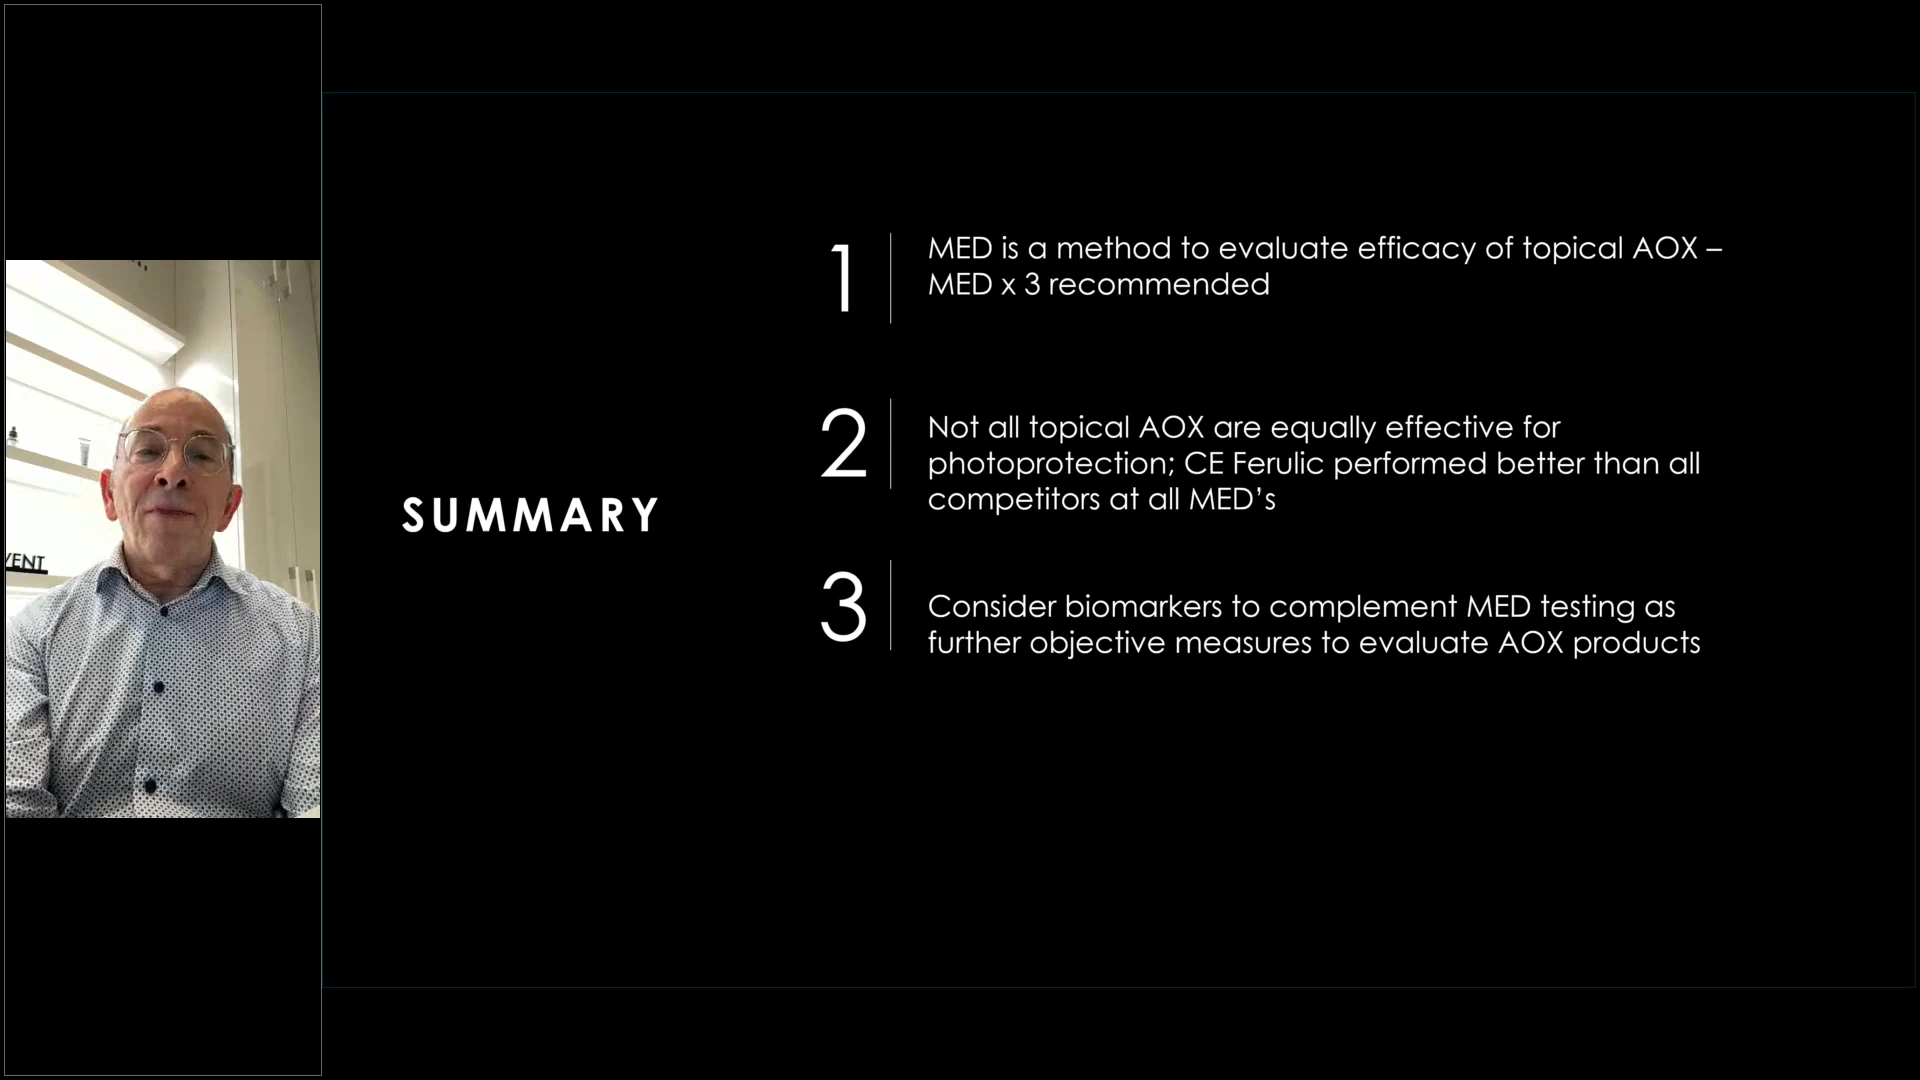 VENT
SUMMARY
1
MED is a method to evaluate efficacy of topical AOX –
MED x 3 recommended
2
Not all topical AOX are equally effective for
photoprotection; CE Ferulic performed better than all
competitors at all MED’s
3
Consider biomarkers to complement MED testing as
further objective measures to evaluate AOX products